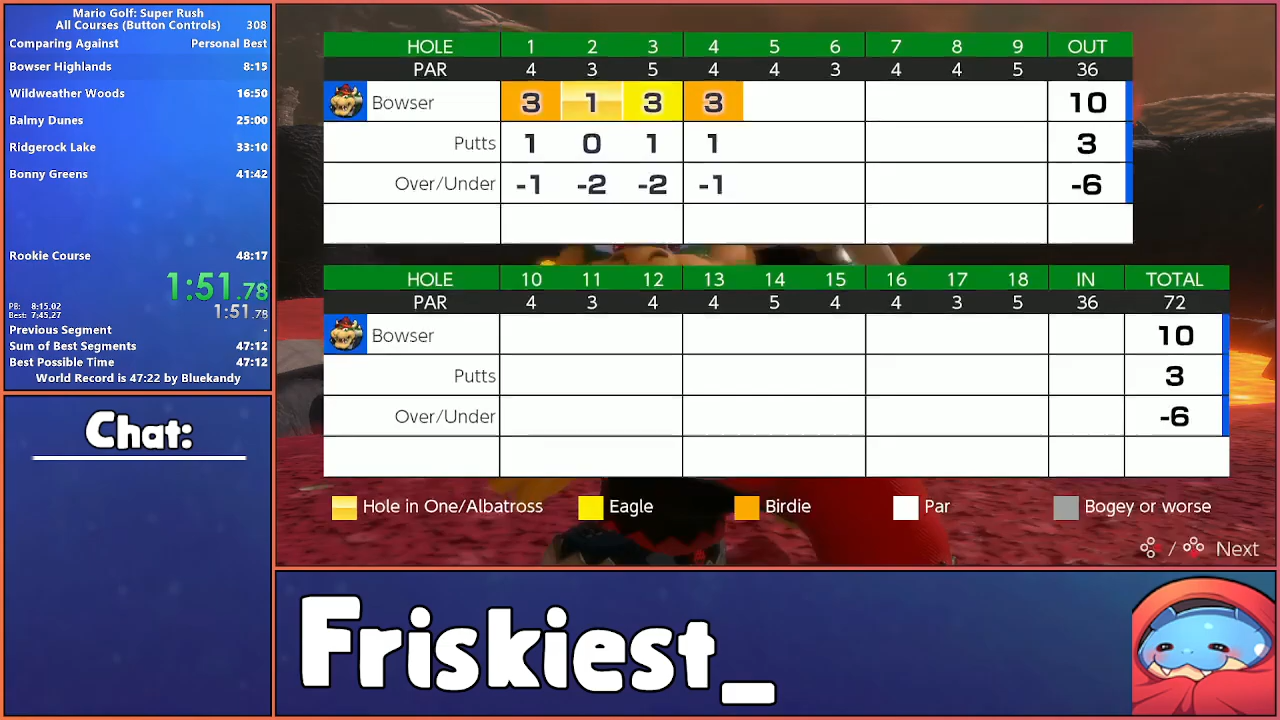 Mario Golf: Super Rush
All Courses (Button Controls) 308
Comparing Against Personal Best
Bowser Highlands 8:15
Wildweather Woods 16:50
Balmy Dunes 25:00
Ridgerock Lake 33:10
Bonny Greens 41:42
Rookie Course 48:17
1:51.78
PB: 8:15.02
Best: 7:45.27 1:51.78
Previous Segment -
Sum of Best Segments 47:12
Best Possible Time 47:12
World Record is 47:22 by Bluekandy
Chat:
HOLE 1 2 3 4 5 6 7 8 9 OUT
PAR 4 3 5 4 4 3 4 4 5 36
Bowser 3 1 3 3 10
Putts 1 0 1 1 3
Over/Under -1 -2 -2 -1 -6
HOLE 10 11 12 13 14 15 16 17 18 IN TOTAL
PAR 4 3 4 4 5 4 4 3 5 36 72
Bowser 10
Putts 3
Over/Under -6
Hole in One/Albatross Eagle Birdie Par Bogey or worse
/ Next
Friskiest_